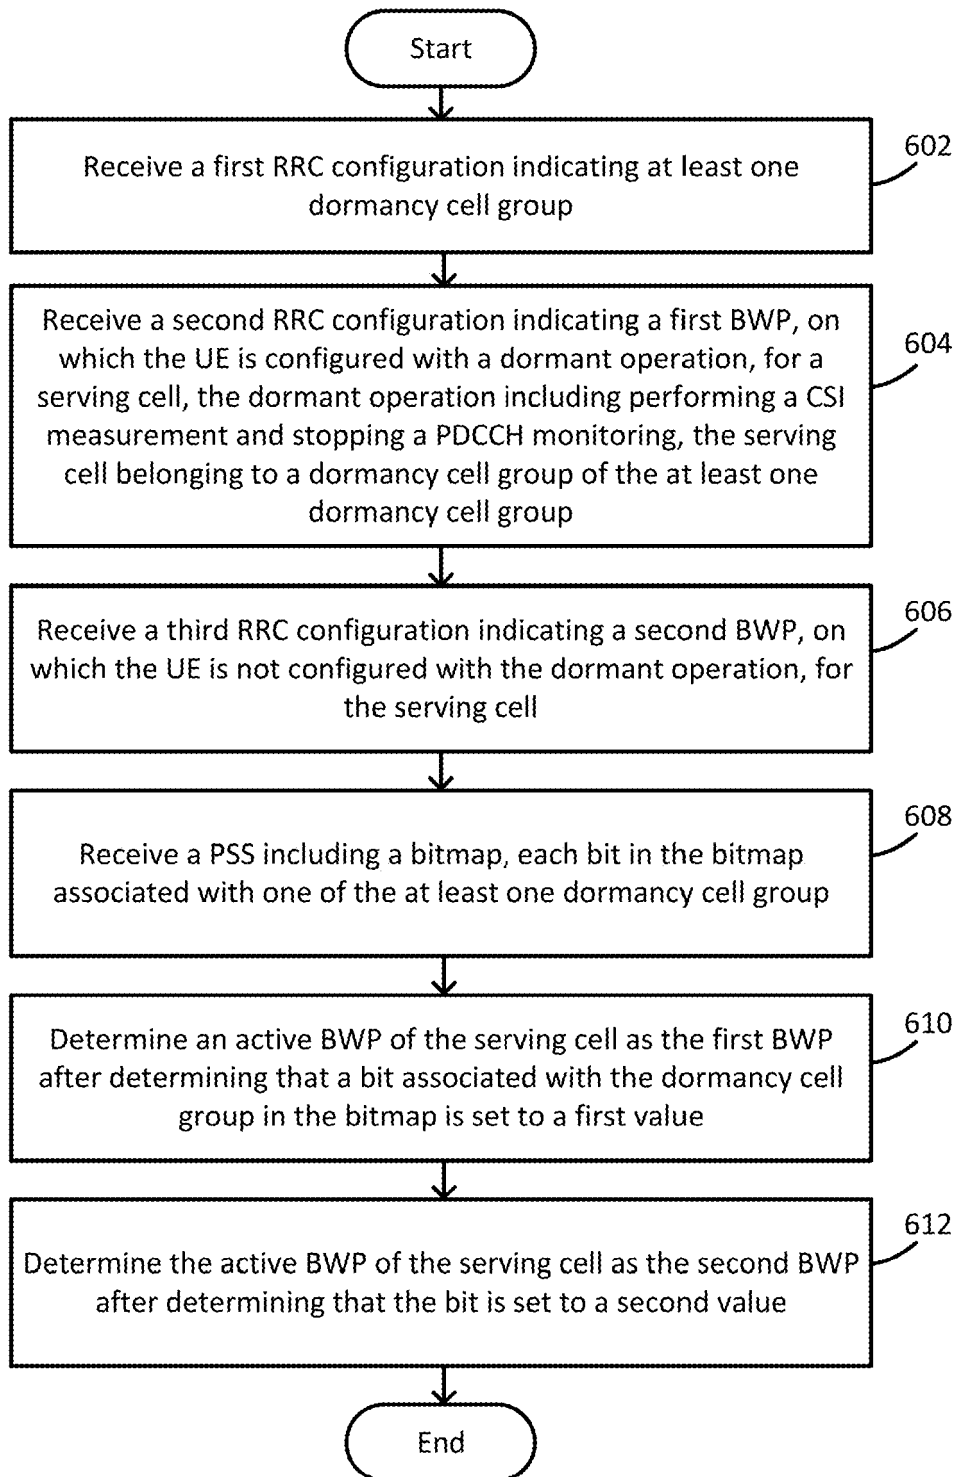 Start
Receive a first RRC configuration indicating at least one
dormancy cell group
602
Receive a second RRC configuration indicating a first BWP, on
which the UE is configured with a dormant operation, for a
serving cell, the dormant operation including performing a CSI
measurement and stopping a PDCCH monitoring, the serving
cell belonging to a dormancy cell group of the at least one
dormancy cell group
604
Receive a third RRC configuration indicating a second BWP, on
which the UE is not configured with the dormant operation, for
the serving cell
606
Receive a PSS including a bitmap, each bit in the bitmap
associated with one of the at least one dormancy cell group
608
Determine an active BWP of the serving cell as the first BWP
after determining that a bit associated with the dormancy cell
group in the bitmap is set to a first value
610
Determine the active BWP of the serving cell as the second BWP
after determining that the bit is set to a second value
612
End